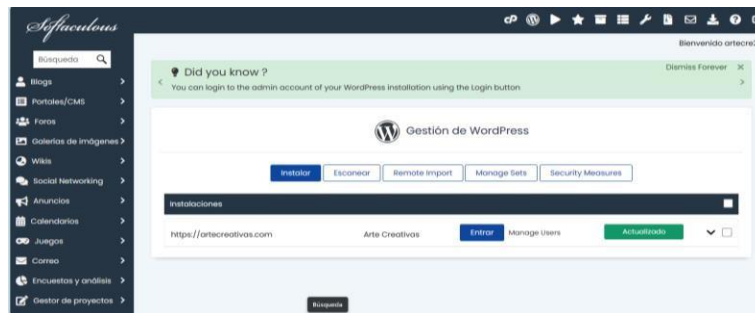 Softaculous
cP
Bienvenido artecre
Búsqueda
Blogs
Portales/CMS
Foros
Galerías de imágenes
Wikis
Social Networking
Anuncios
Calendarios
Juegos
Correo
Encuestas y análisis
Gestor de proyectos
Did you know ?
Dismiss Forever
You can login to the admin account of your WordPress installation using the Login button
Gestión de WordPress
Instalar Esconear Remote Import Manage Sets Security Measures
Instalaciones
https://artecreativas.com Arte Creativas Entrar Manage Users Actualizado
Búsqueda